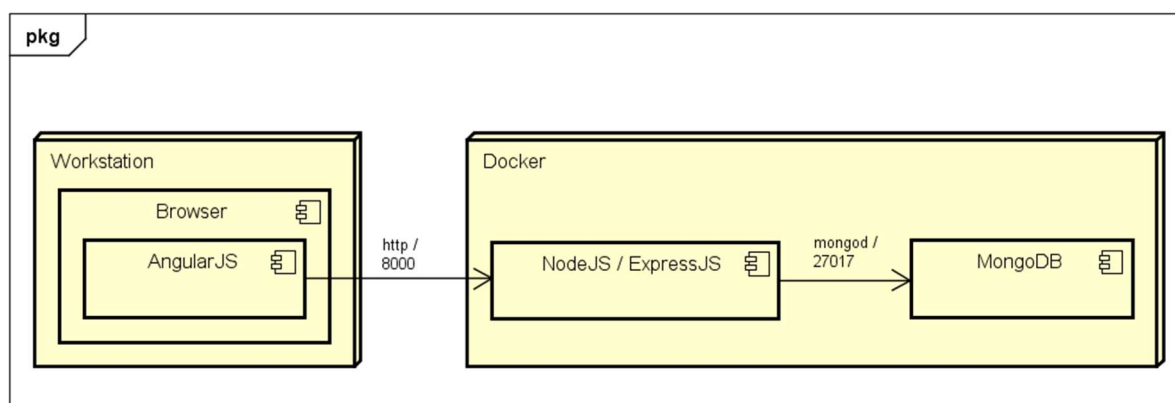 pkg
Workstation
Docker
Browser
AngularJS
http /
8000
NodeJS / ExpressJS
mongod /
27017
MongoDB